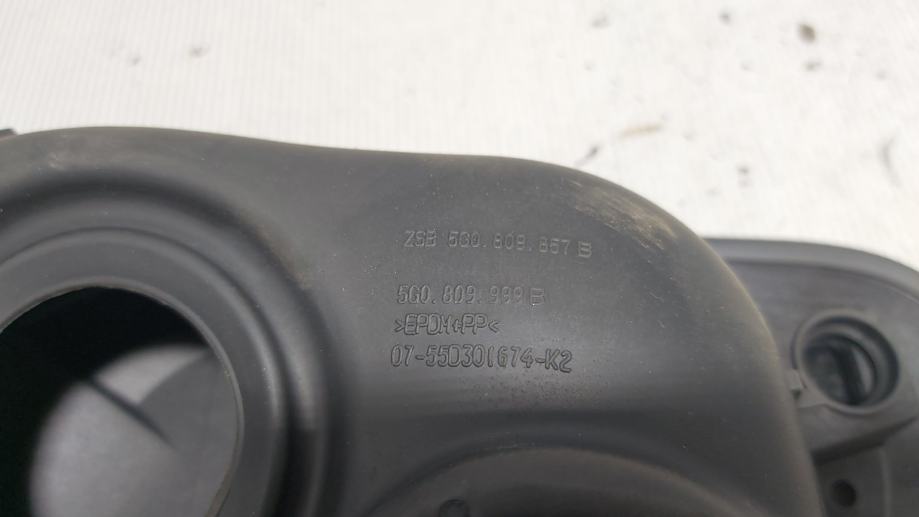 ZSB 5G0.809.857 B
5G0.809.999 B
>EPDM+PP<
07-55D301674-K2